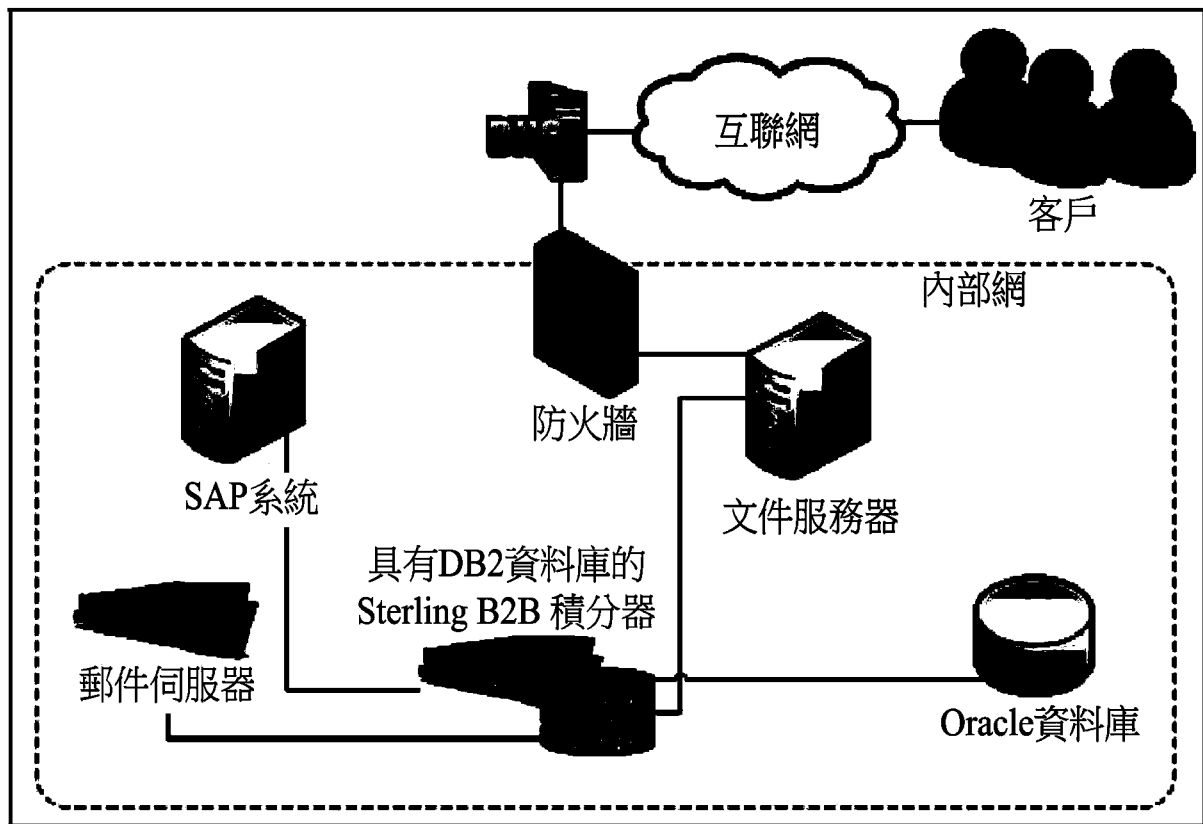 互聯網
客戶
內部網
防火牆
SAP系統
文件服務器
具有DB2資料庫的
Sterling B2B 積分器
郵件伺服器
Oracle資料庫